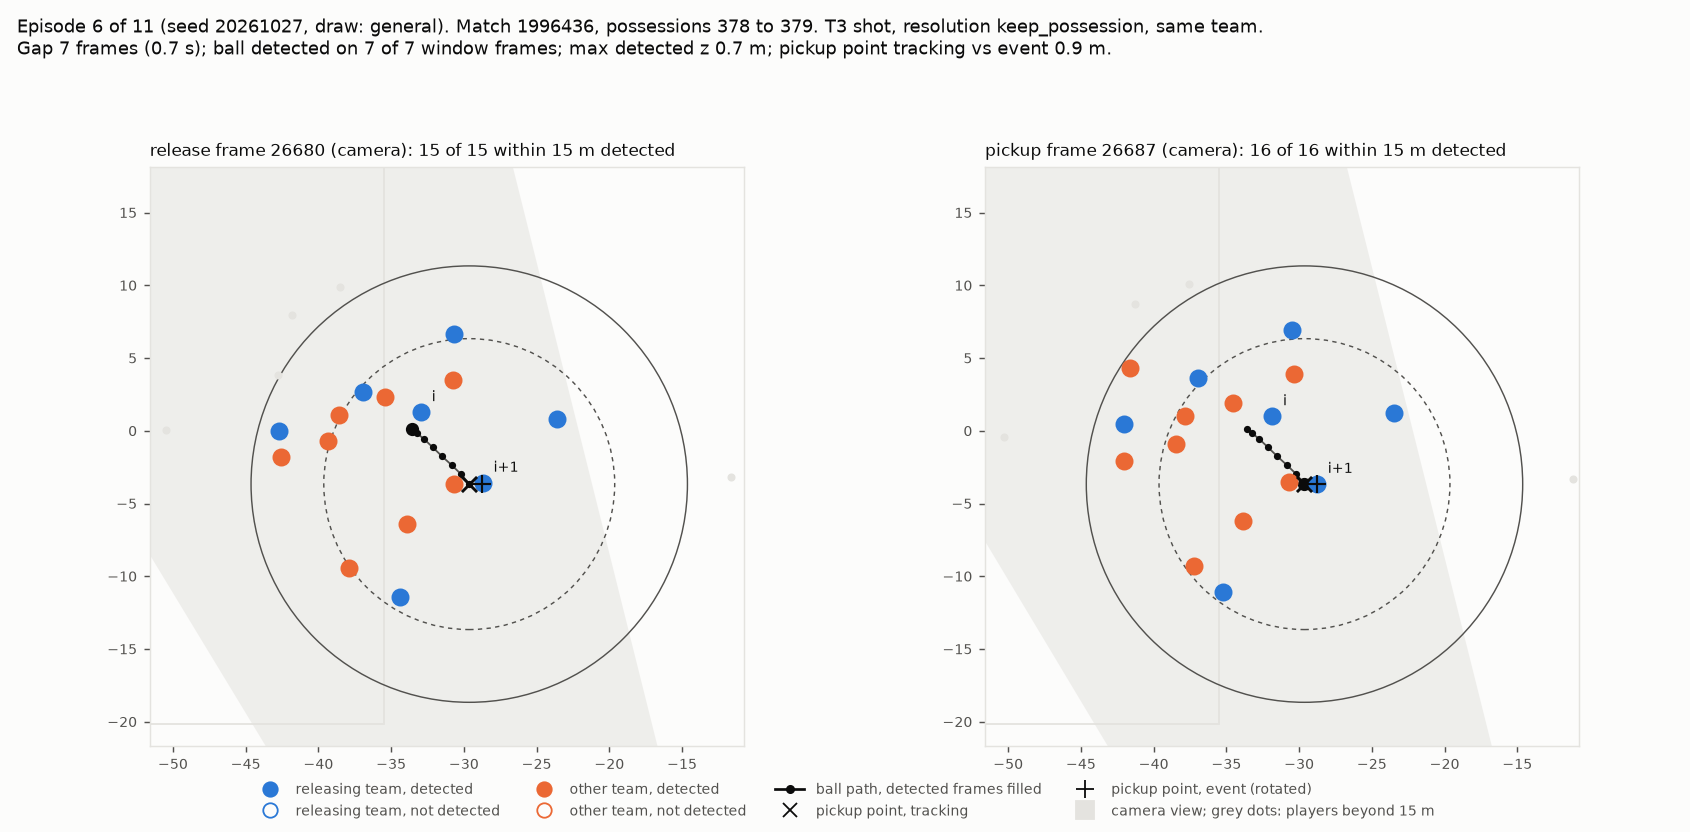 Episode 6 of 11 (seed 20261027, draw: general). Match 1996436, possessions 378 to 379. T3 shot, resolution keep_possession, same team.
Gap 7 frames (0.7 s); ball detected on 7 of 7 window frames; max detected z 0.7 m; pickup point tracking vs event 0.9 m.
release frame 26680 (camera): 15 of 15 within 15 m detected
15
10
5
0
−5
−10
−15
−20
−50
−45
−40
−35
−30
−25
−20
−15
i
i+1
pickup frame 26687 (camera): 16 of 16 within 15 m detected
15
10
5
0
−5
−10
−15
−20
−50
−45
−40
−35
−30
−25
−20
−15
i
i+1
releasing team, detected
releasing team, not detected
other team, detected
other team, not detected
ball path, detected frames filled
pickup point, tracking
pickup point, event (rotated)
camera view; grey dots: players beyond 15 m